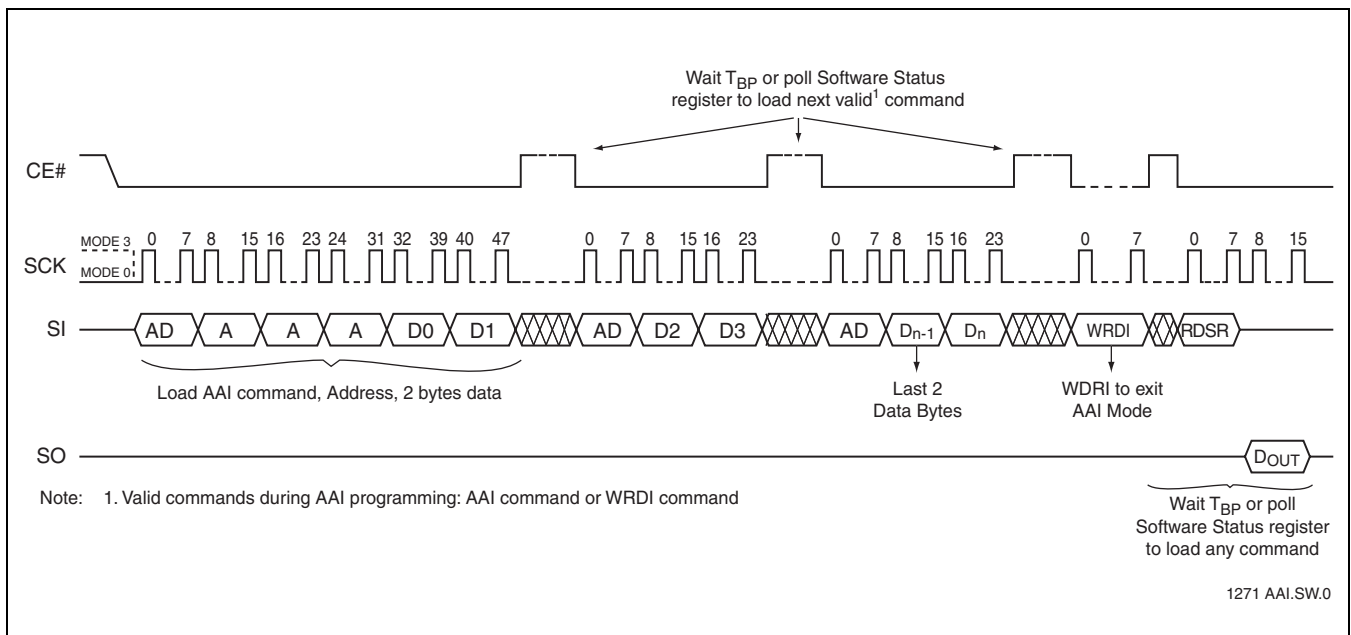 Wait TBP or poll Software Status
register to load next valid1 command
CE#
MODE 3 0 7 8 15 16 23 24 31 32 39 40 47 0 7 8 15 16 23 0 7 8 15 16 23 0 7 0 7 8 15
SCK
MODE 0
SI AD A A A D0 D1 AD D2 D3 AD Dn-1 Dn WRDI RDSR
Load AAI command, Address, 2 bytes data
Last 2
Data Bytes
WDRI to exit
AAI Mode
SO DOUT
Note: 1. Valid commands during AAI programming: AAI command or WRDI command
Wait TBP or poll
Software Status register
to load any command
1271 AAI.SW.0